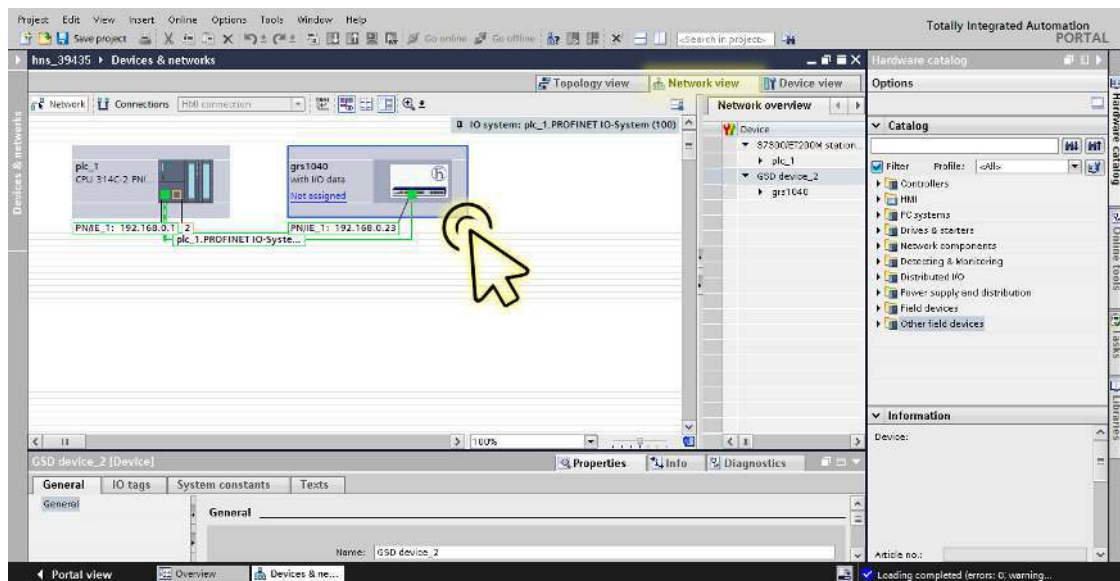 Project Edit View Insert Online Options Tools Window Help
Totally Integrated Automation
PORTAL
Save project Go online Go offline <Search in project>
hns_39435 ▸ Devices & networks
Hardware catalog
Topology view Network view Device view
Options
Network Connections HMI connection
Network overview
IO system: plc_1.PROFINET IO-System (100)
Device
S7300/ET200M station...
plc_1
GSD device_2
grs1040
plc_1
CPU 314C-2 PN/...
grs1040
with I/O data
Not assigned
PN/IE_1: 192.168.0.1 2
PN/IE_1: 192.168.0.23
plc_1.PROFINET IO-Syste...
100%
Catalog
Filter Profile: <All>
Controllers
HMI
PC systems
Drives & starters
Network components
Detecting & Monitoring
Distributed I/O
Power supply and distribution
Field devices
Other field devices
Information
Device:
Article no.:
Devices & networks
Hardware catalog
Online tools
Tasks
Libraries
GSD device_2 [Device]
Properties Info Diagnostics
General IO tags System constants Texts
General
General
Name: GSD device_2
Portal view Overview Devices & ne...
Loading completed (errors: 0; warning...